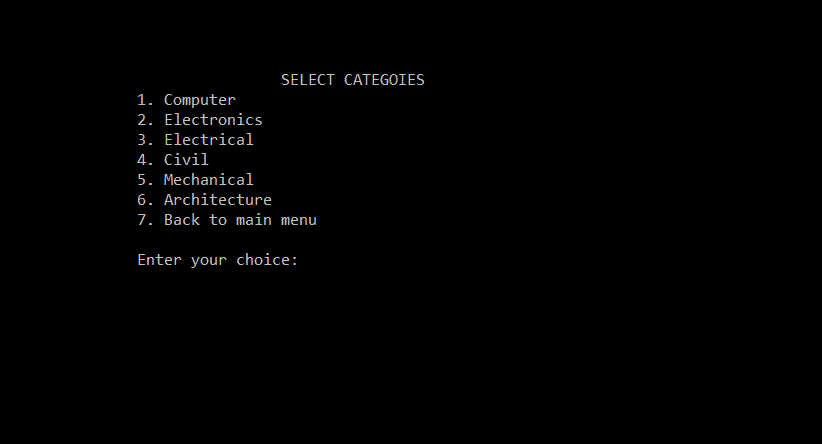 SELECT CATEGOIES
1. Computer
2. Electronics
3. Electrical
4. Civil
5. Mechanical
6. Architecture
7. Back to main menu
Enter your choice: